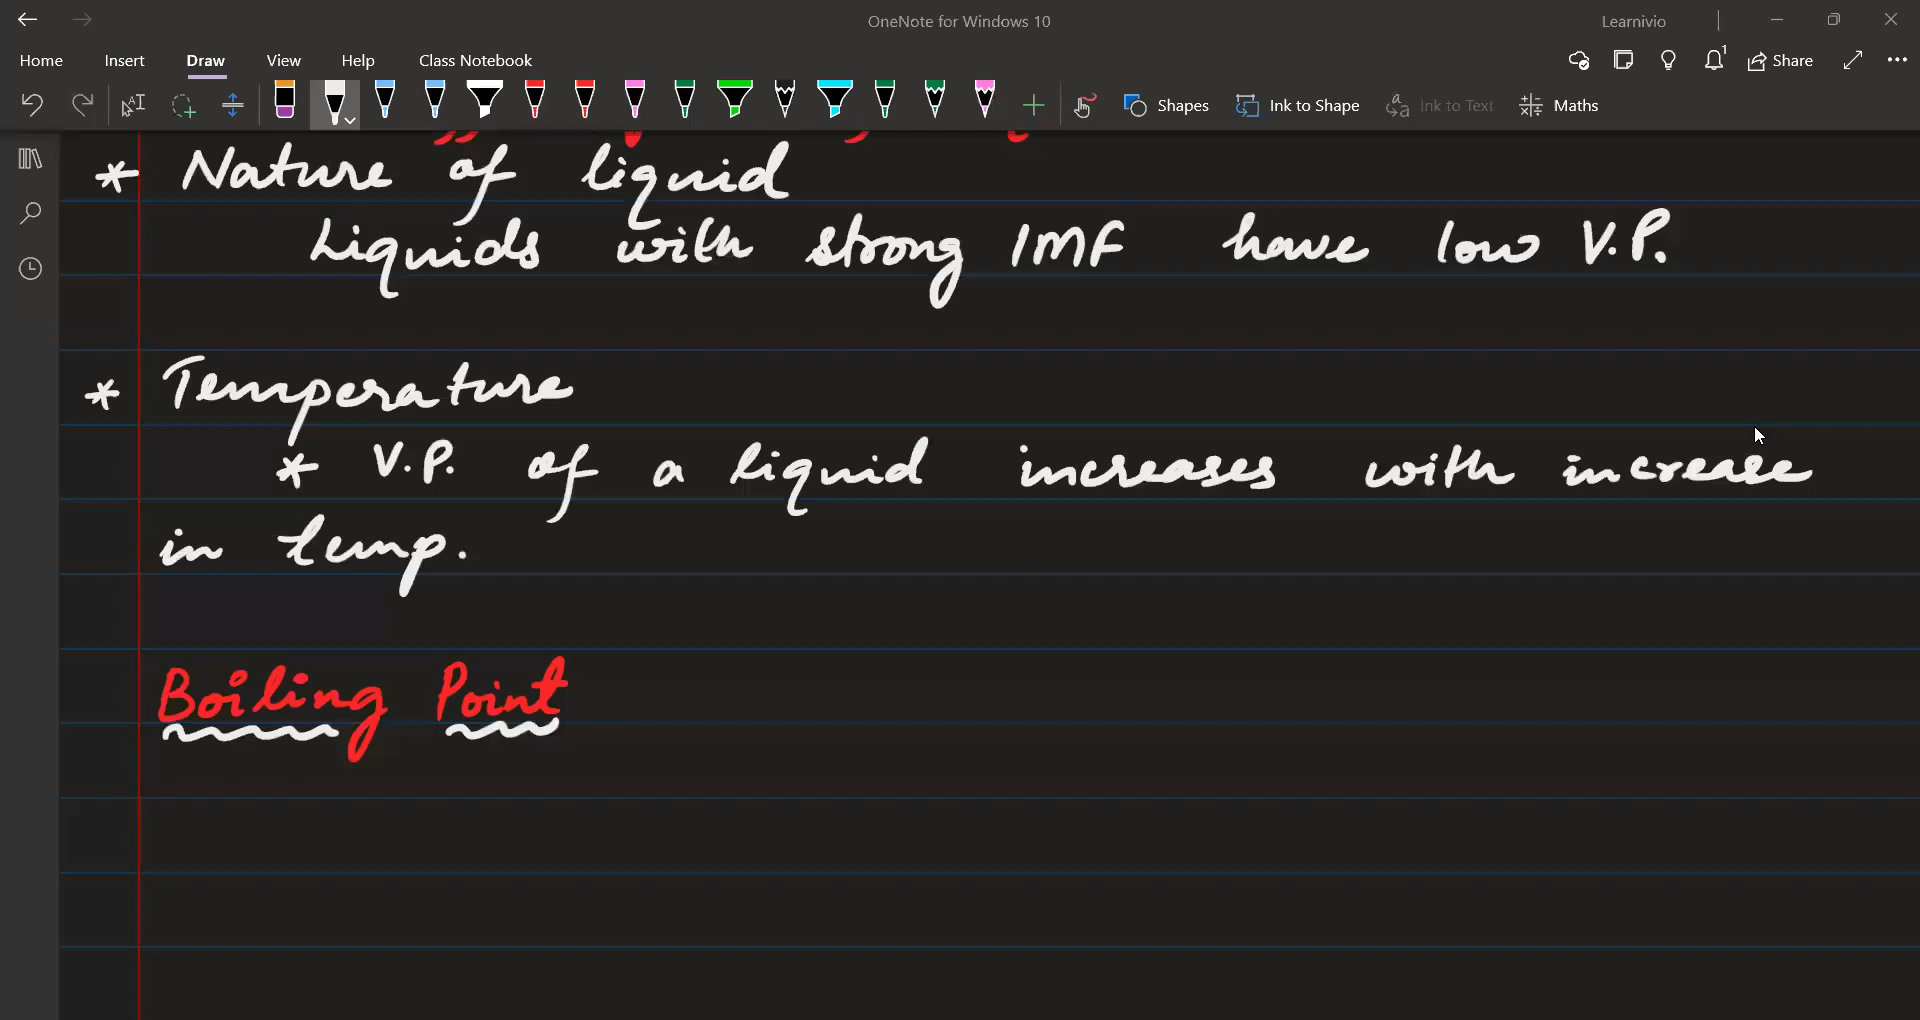 OneNote for Windows 10
Learnivio
Home Insert Draw View Help Class Notebook
1 Share
Shapes Ink to Shape Ink to Text Maths
* Nature of liquid
Liquids with strong IMF have low V.P.
* Temperature
* V.P. of a liquid increases with increase
in temp.
Boiling Point